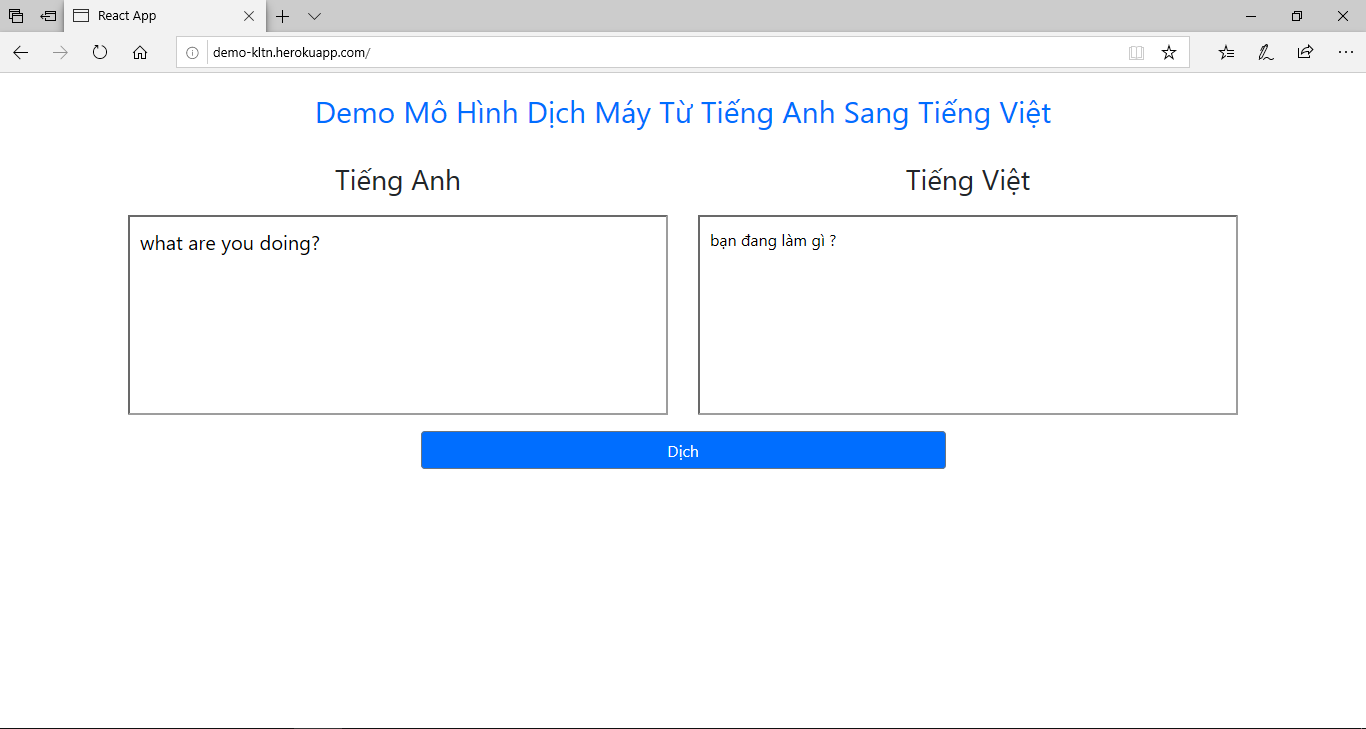 React App
demo-kltn.herokuapp.com/
Demo Mô Hình Dịch Máy Từ Tiếng Anh Sang Tiếng Việt
Tiếng Anh
Tiếng Việt
what are you doing?
bạn đang làm gì ?
Dịch